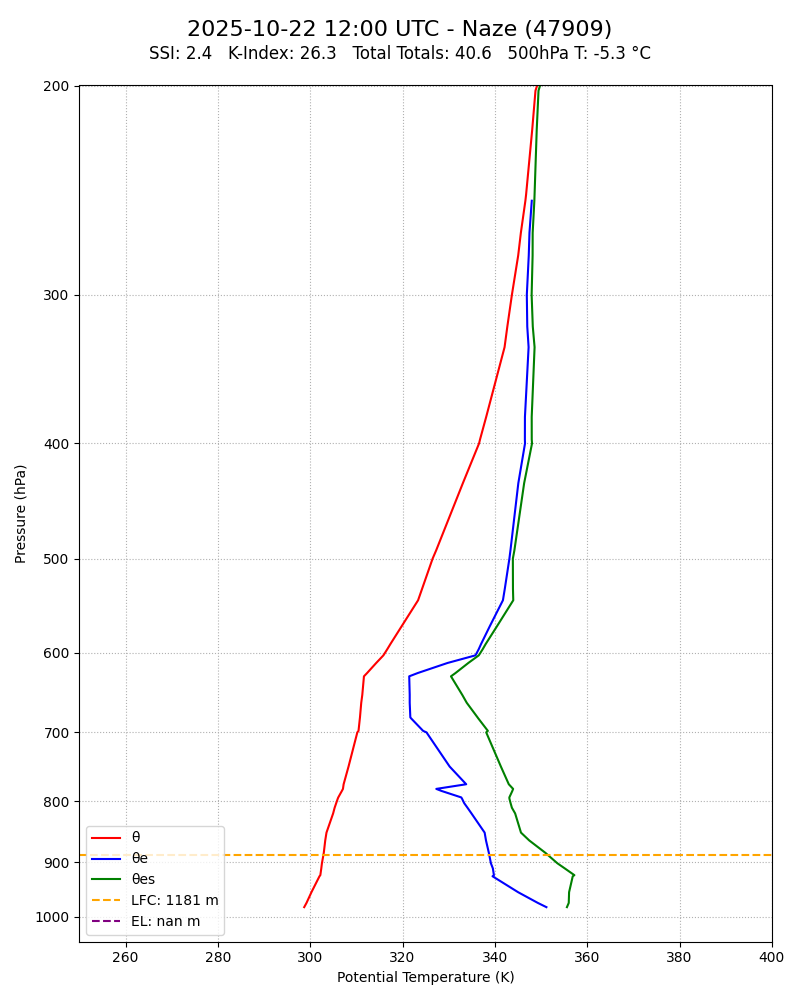 2025-10-22 12:00 UTC - Naze (47909)
SSI: 2.4 K-Index: 26.3 Total Totals: 40.6 500hPa T: -5.3 °C
200
300
400
500
600
700
800
900
1000
Pressure (hPa)
θ
θe
θes
LFC: 1181 m
EL: nan m
260 280 300 320 340 360 380 400
Potential Temperature (K)